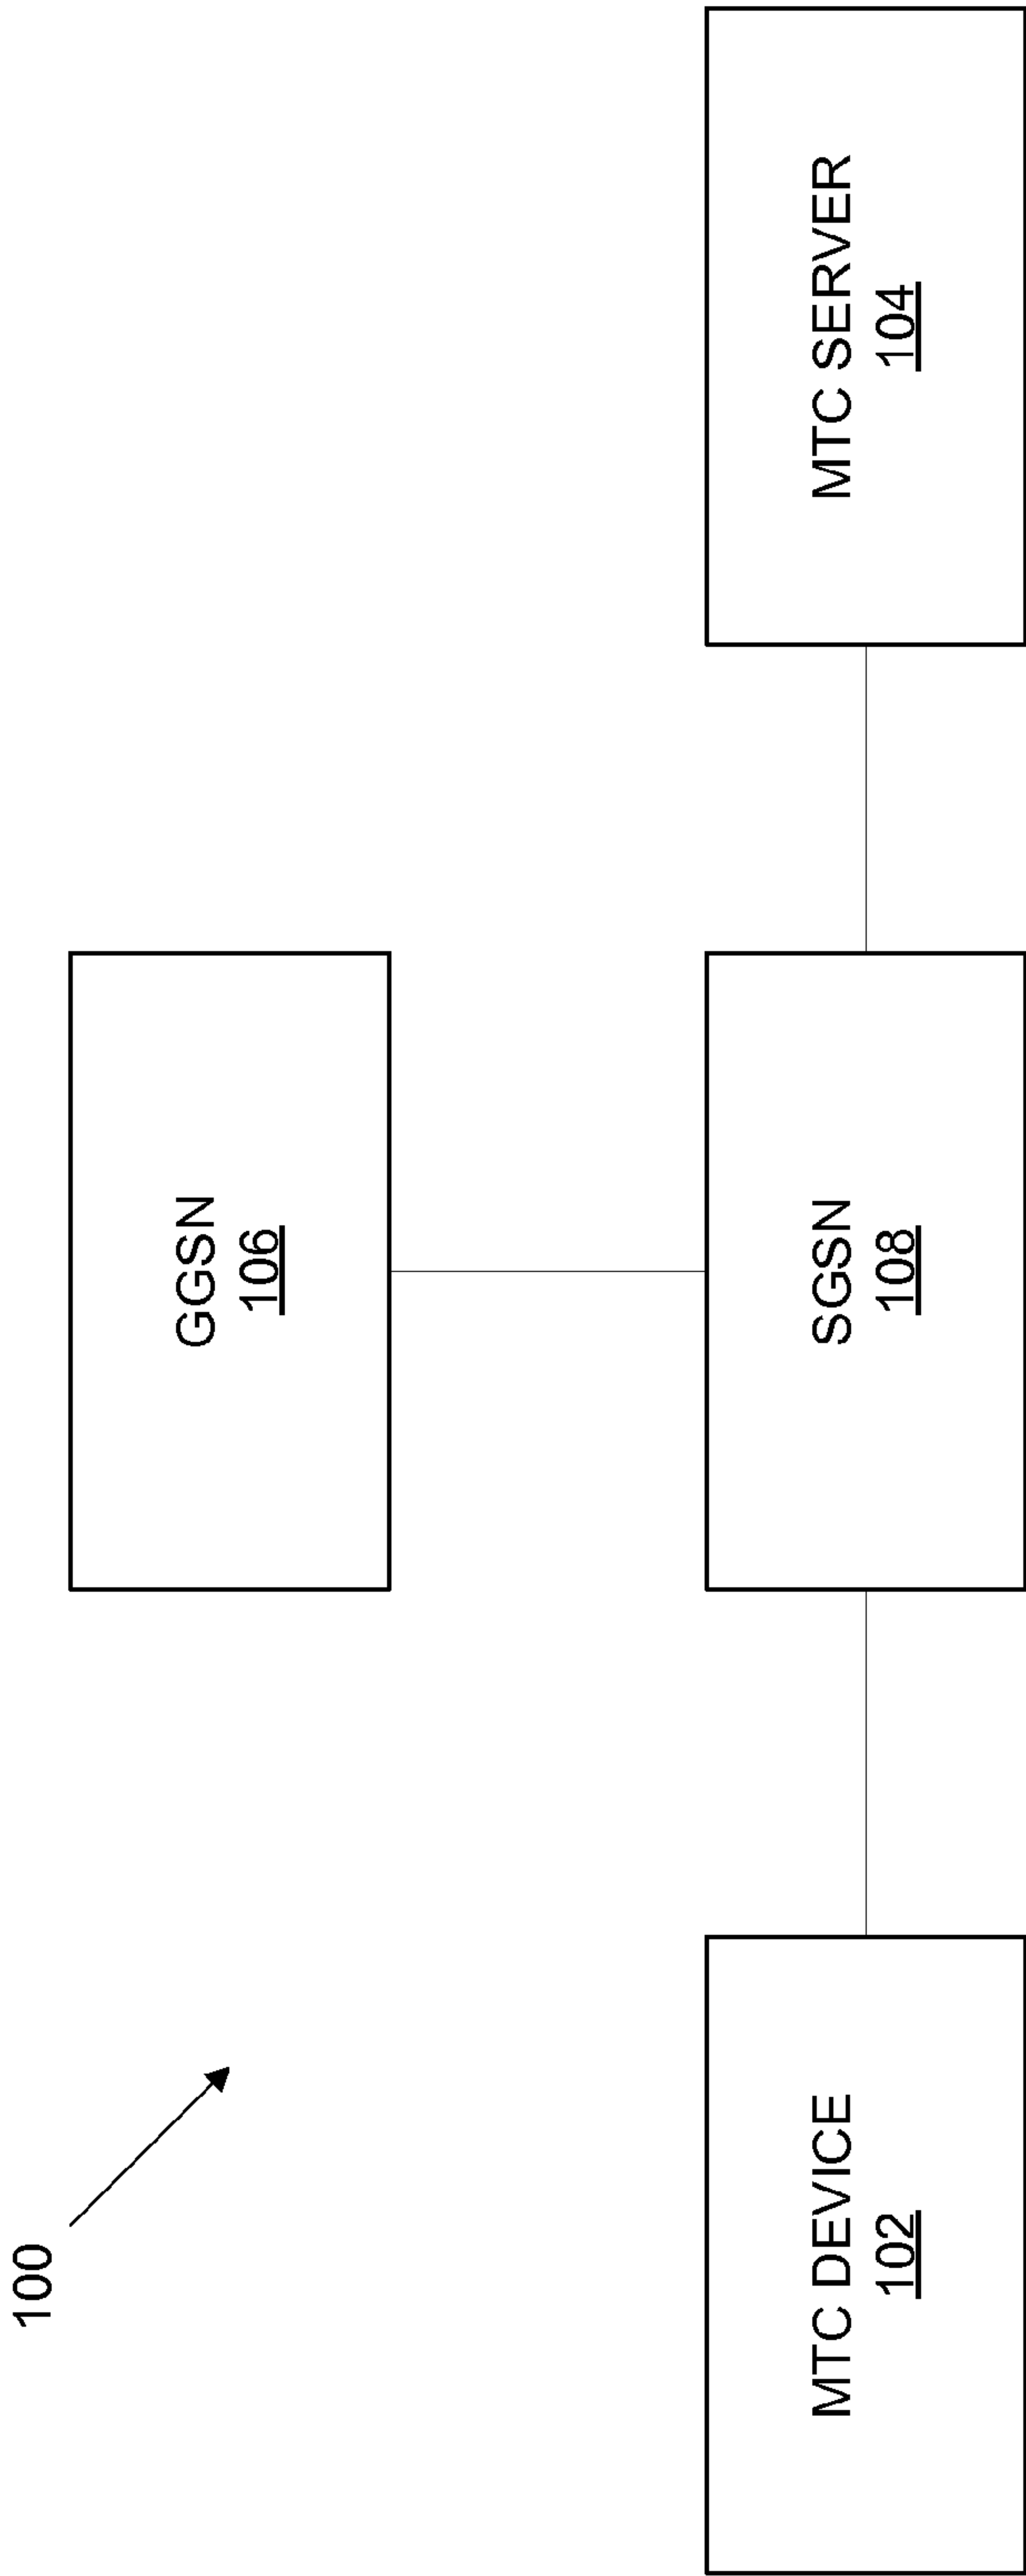 100
GGSN
106
MTC DEVICE
102
SGSN
108
MTC SERVER
104